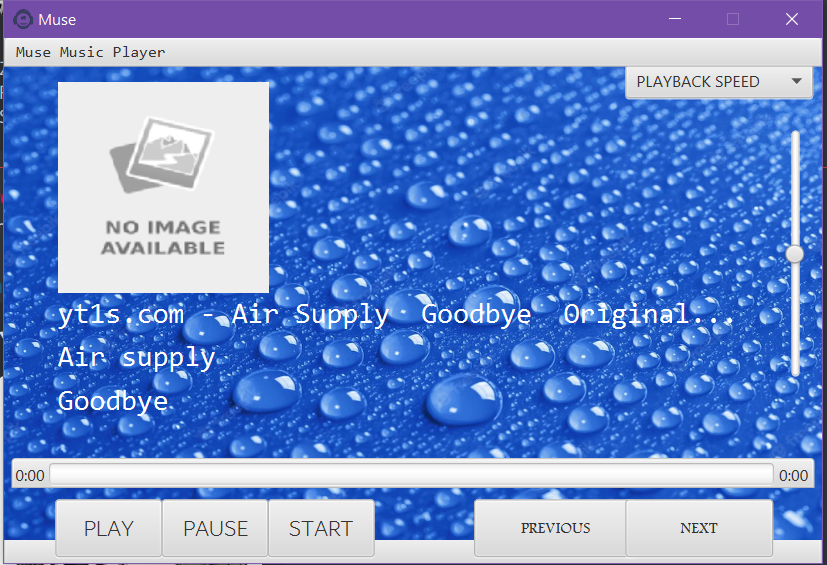 Muse
Muse Music Player
PLAYBACK SPEED
NO IMAGE
AVAILABLE
yt1s.com - Air Supply  Goodbye  Original...
Air supply
Goodbye
0:00 0:00
PLAY PAUSE START PREVIOUS NEXT